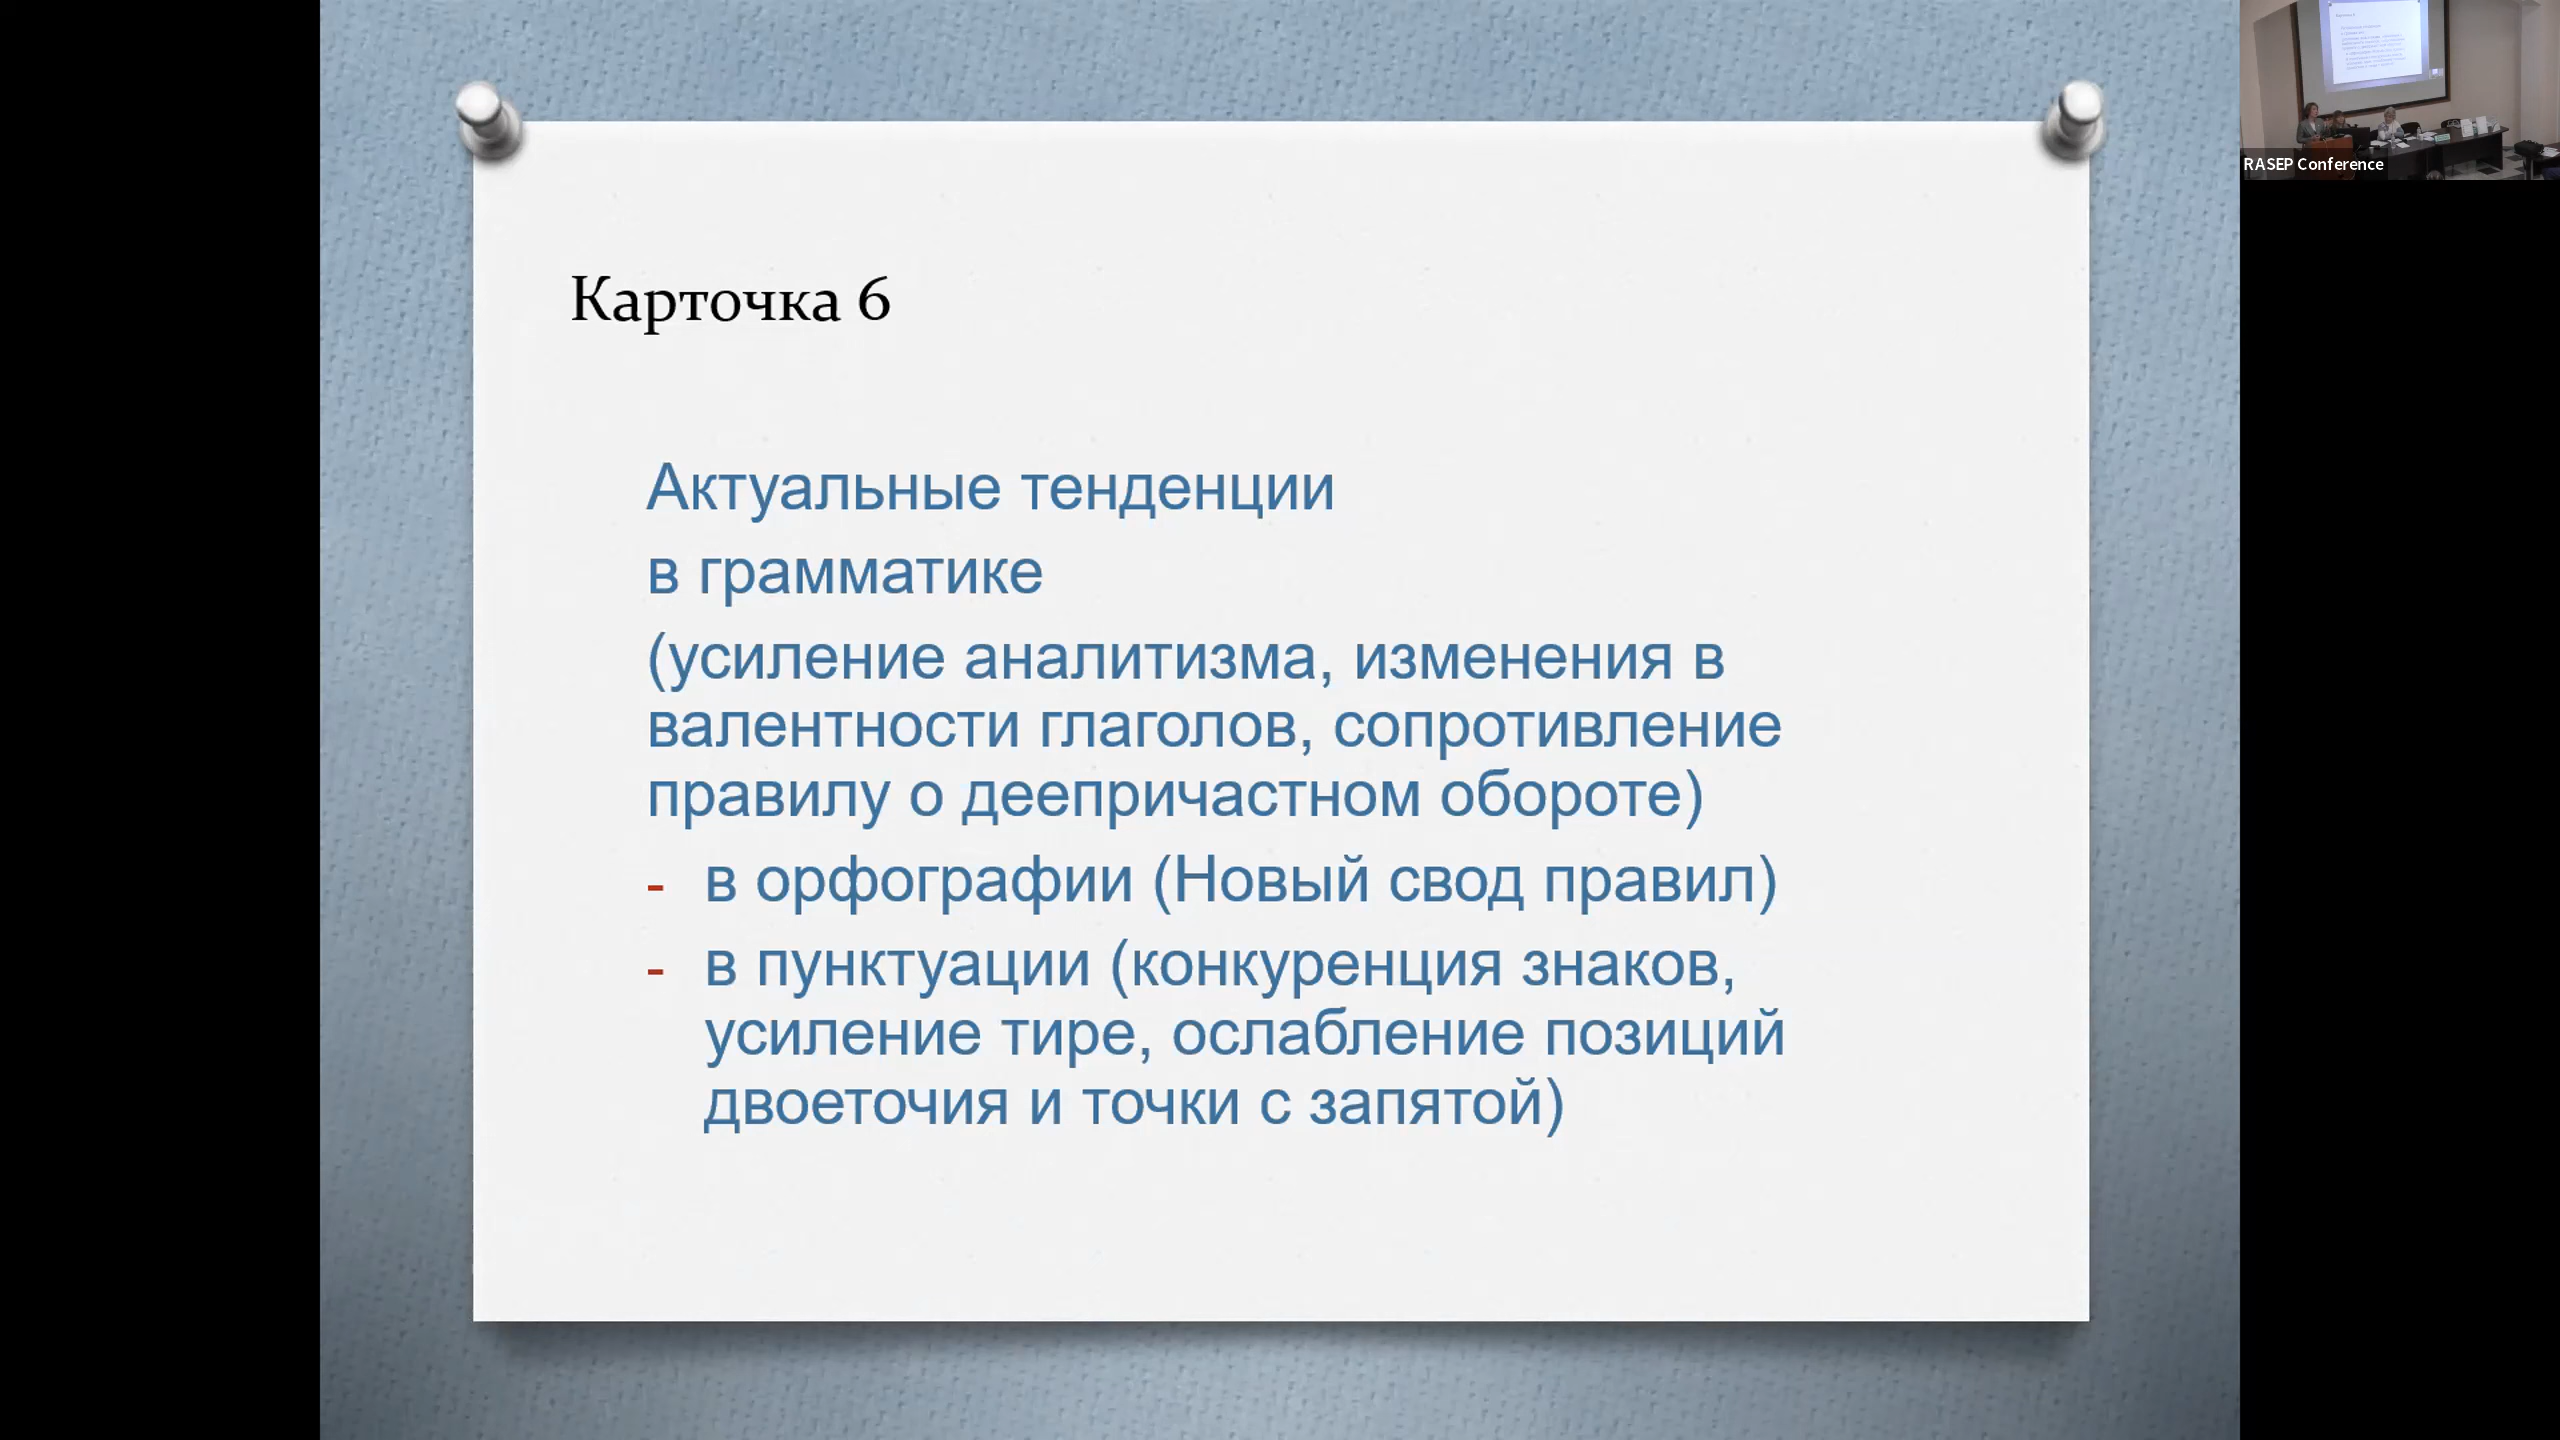 Карточка 6
Актуальные тенденции
в грамматике
(усиление аналитизма, изменения в
валентности глаголов, сопротивление
правилу о деепричастном обороте)
- в орфографии (Новый свод правил)
- в пунктуации (конкуренция знаков,
усиление тире, ослабление позиций
двоеточия и точки с запятой)
RASEP Conference